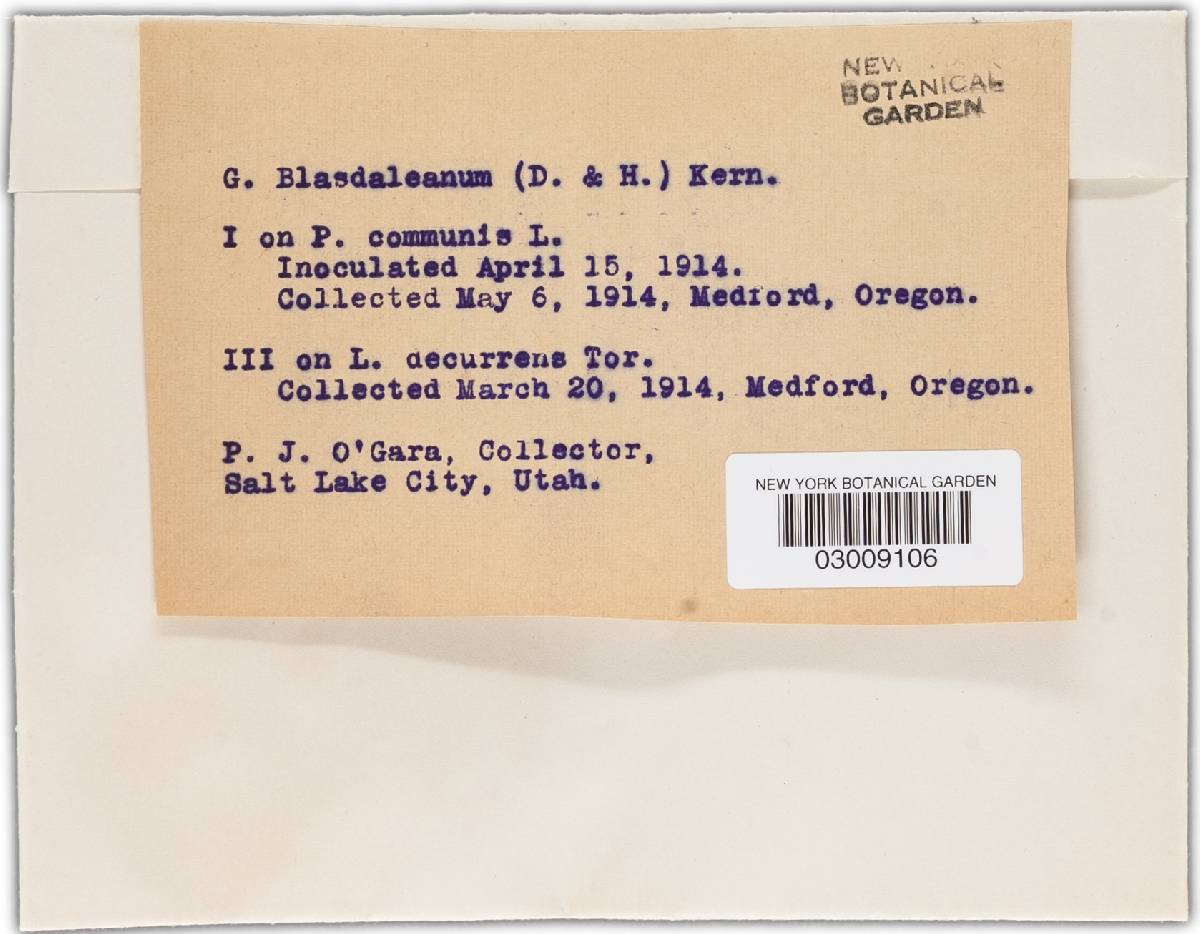 NEW
BOTANICAL
GARDEN
G. Blasdaleanum (D. & H.) Kern.
I on P. communis L.
Inoculated April 15, 1914.
Collected May 6, 1914, Medford, Oregon.
III on L. decurrens Tor.
Collected March 20, 1914, Medford, Oregon.
P. J. O'Gara, Collector,
Salt Lake City, Utah.
NEW YORK BOTANICAL GARDEN
03009106